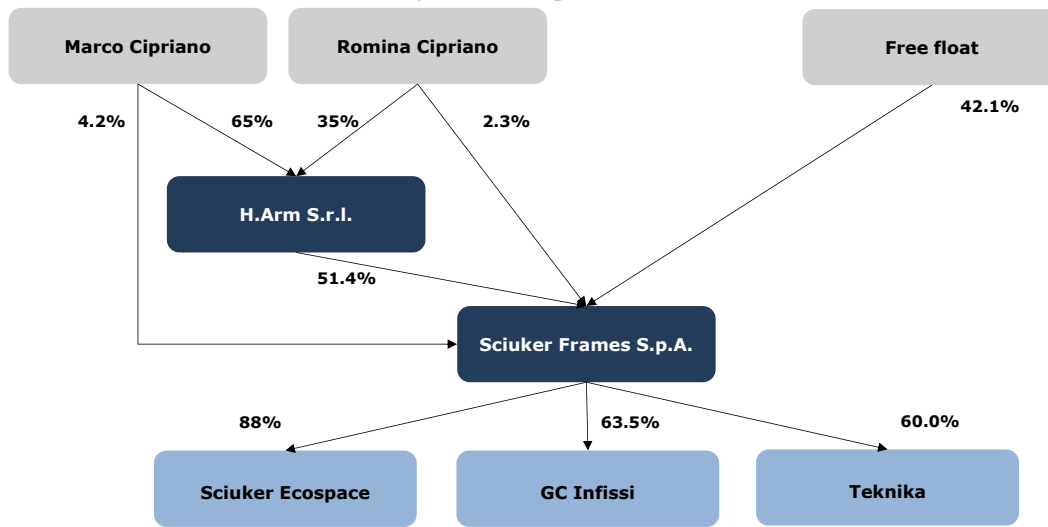 Marco Cipriano
Romina Cipriano
Free float
4.2%
65%
35%
2.3%
42.1%
H.Arm S.r.l.
51.4%
Sciuker Frames S.p.A.
88%
63.5%
60.0%
Sciuker Ecospace
GC Infissi
Teknika